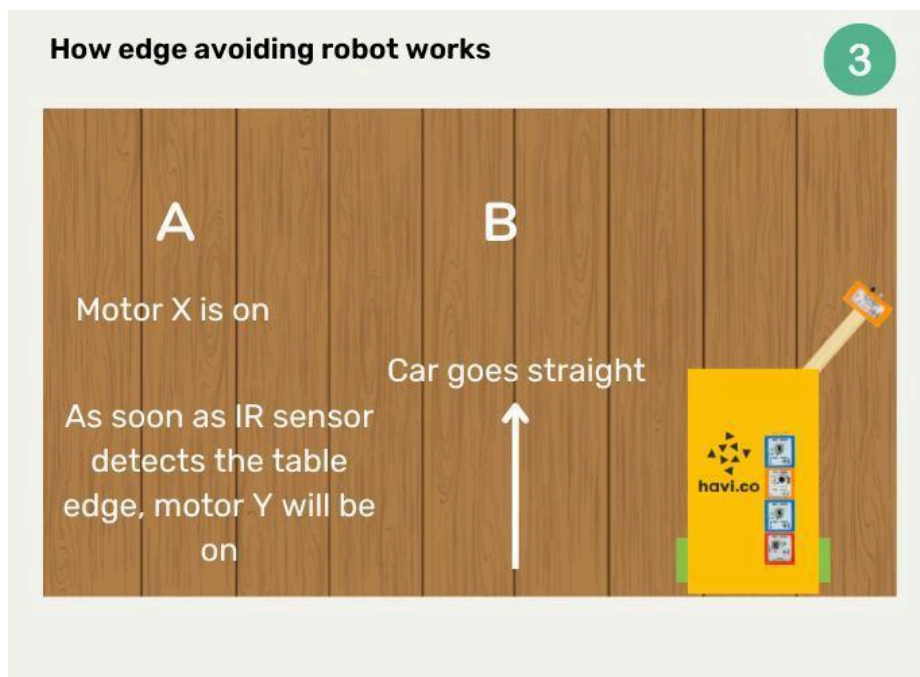 How edge avoiding robot works
3
A
Motor X is on
As soon as IR sensor
detects the table
edge, motor Y will be
on
B
Car goes straight
havi.co